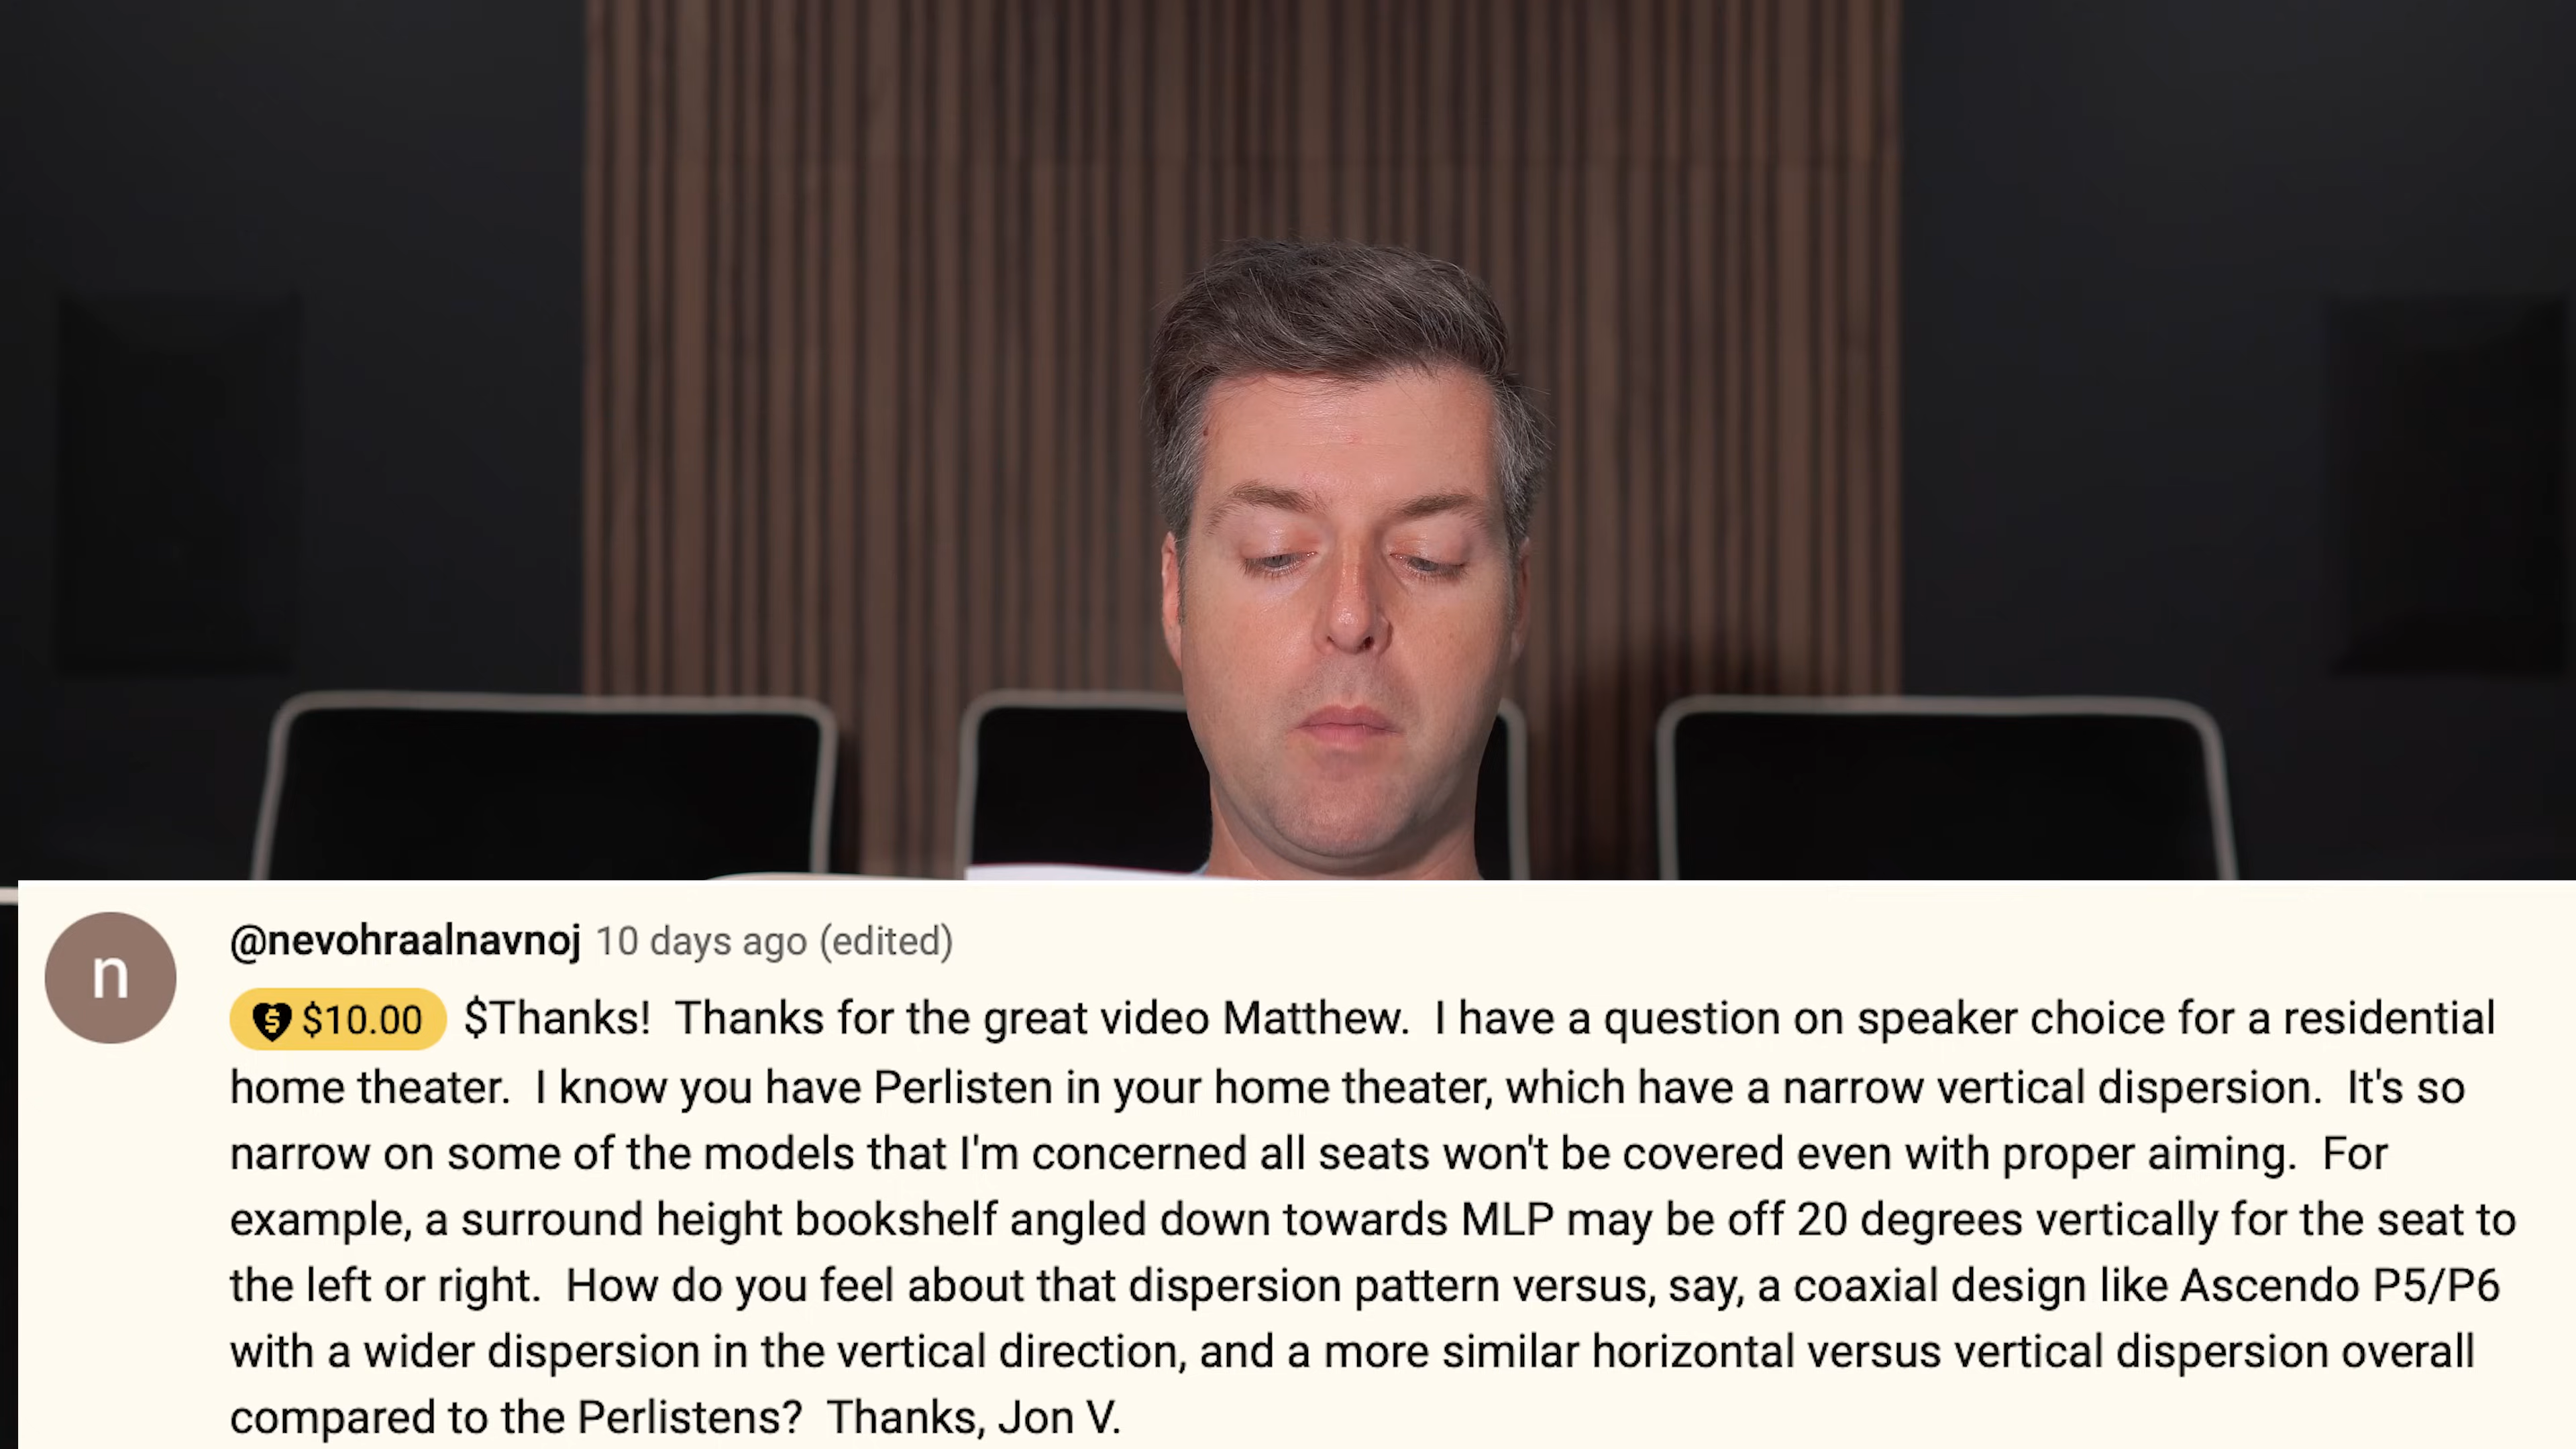 n
@nevohraalnavnoj 10 days ago (edited)
$10.00 $Thanks!  Thanks for the great video Matthew.  I have a question on speaker choice for a residential
home theater.  I know you have Perlisten in your home theater, which have a narrow vertical dispersion.  It's so
narrow on some of the models that I'm concerned all seats won't be covered even with proper aiming.  For
example, a surround height bookshelf angled down towards MLP may be off 20 degrees vertically for the seat to
the left or right.  How do you feel about that dispersion pattern versus, say, a coaxial design like Ascendo P5/P6
with a wider dispersion in the vertical direction, and a more similar horizontal versus vertical dispersion overall
compared to the Perlistens?  Thanks, Jon V.